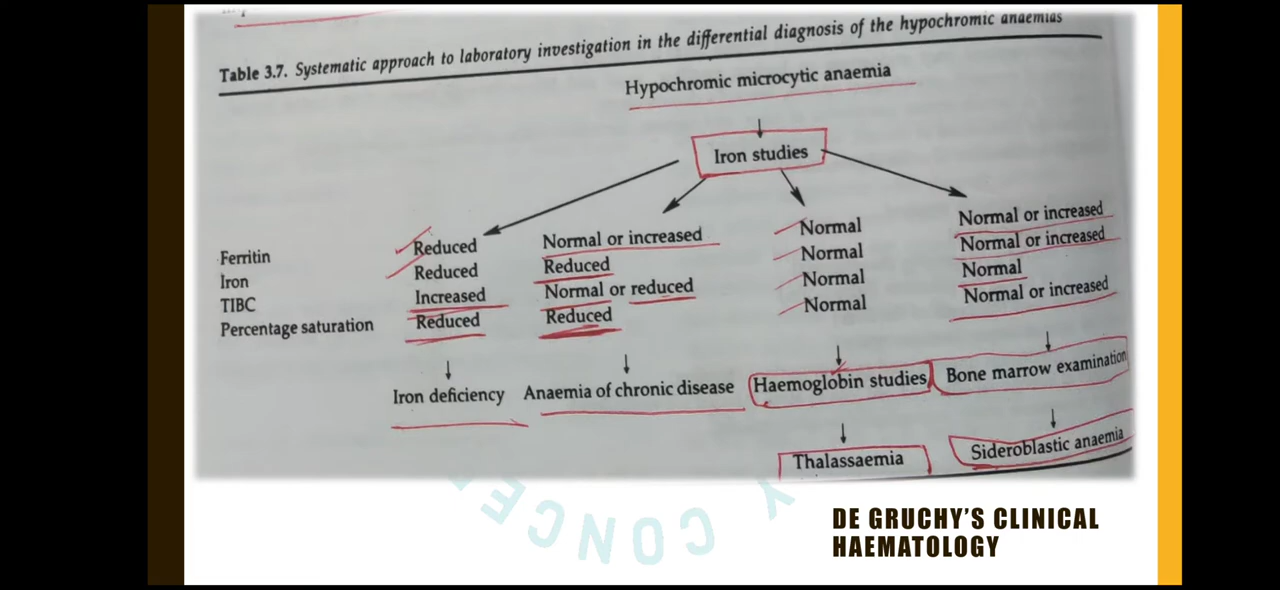 Table 3.7. Systematic approach to laboratory investigation in the differential diagnosis of the hypochromic anaemias
Hypochromic microcytic anaemia
Iron studies
Ferritin Reduced Normal or increased Normal Normal or increased
Iron Reduced Reduced Normal Normal or increased
TIBC Increased Normal or reduced Normal Normal
Percentage saturation Reduced Reduced Normal Normal or increased
Iron deficiency Anaemia of chronic disease Haemoglobin studies Bone marrow examination
Thalassaemia Sideroblastic anaemia
DE GRUCHY'S CLINICAL
HAEMATOLOGY